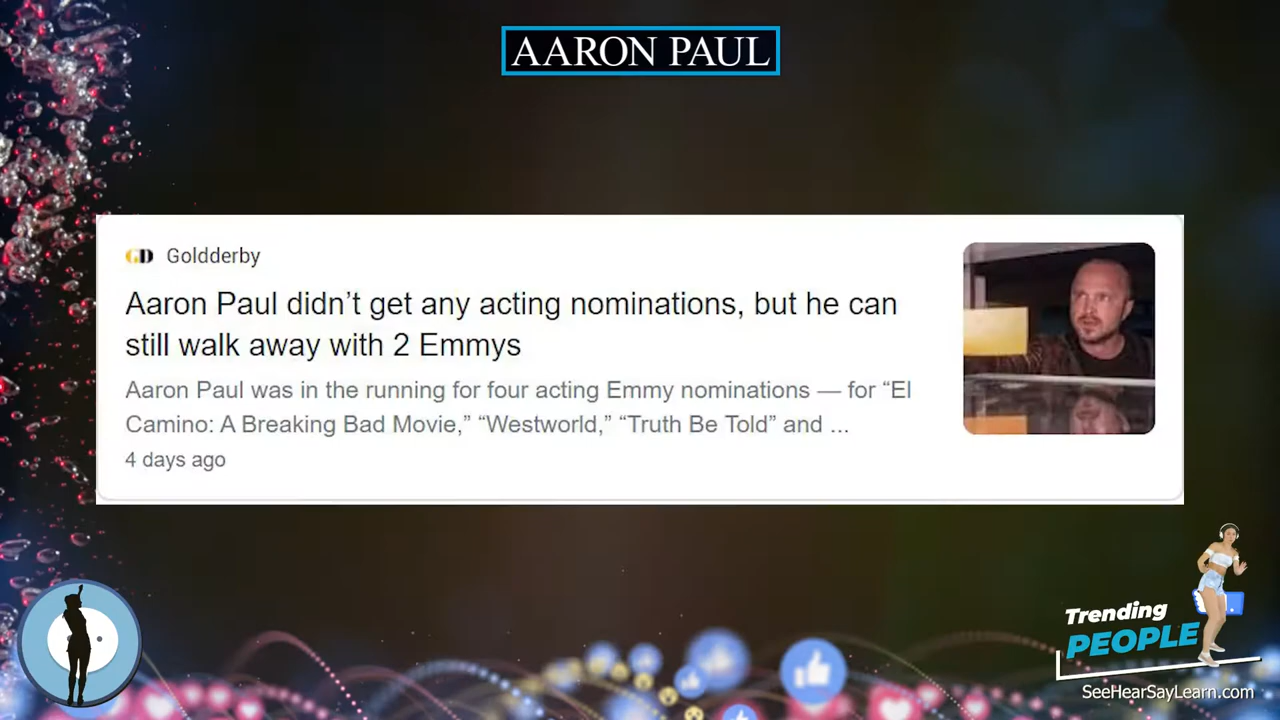 AARON PAUL
GD Goldderby
Aaron Paul didn’t get any acting nominations, but he can
still walk away with 2 Emmys
Aaron Paul was in the running for four acting Emmy nominations — for “El
Camino: A Breaking Bad Movie,” “Westworld,” “Truth Be Told” and ...
4 days ago
Trending
PEOPLE
SeeHearSayLearn.com